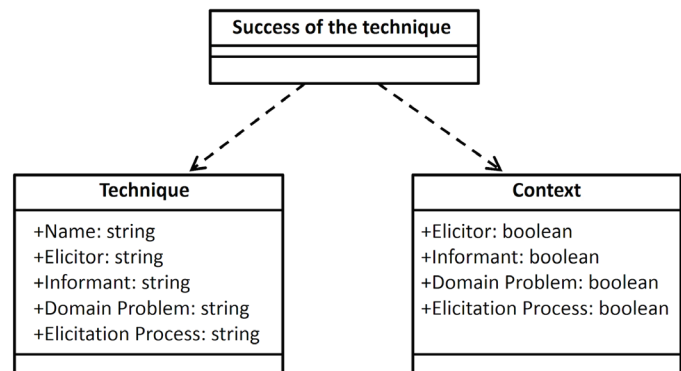 Success of the technique
Technique
+Name: string
+Elicitor: string
+Informant: string
+Domain Problem: string
+Elicitation Process: string
Context
+Elicitor: boolean
+Informant: boolean
+Domain Problem: boolean
+Elicitation Process: boolean